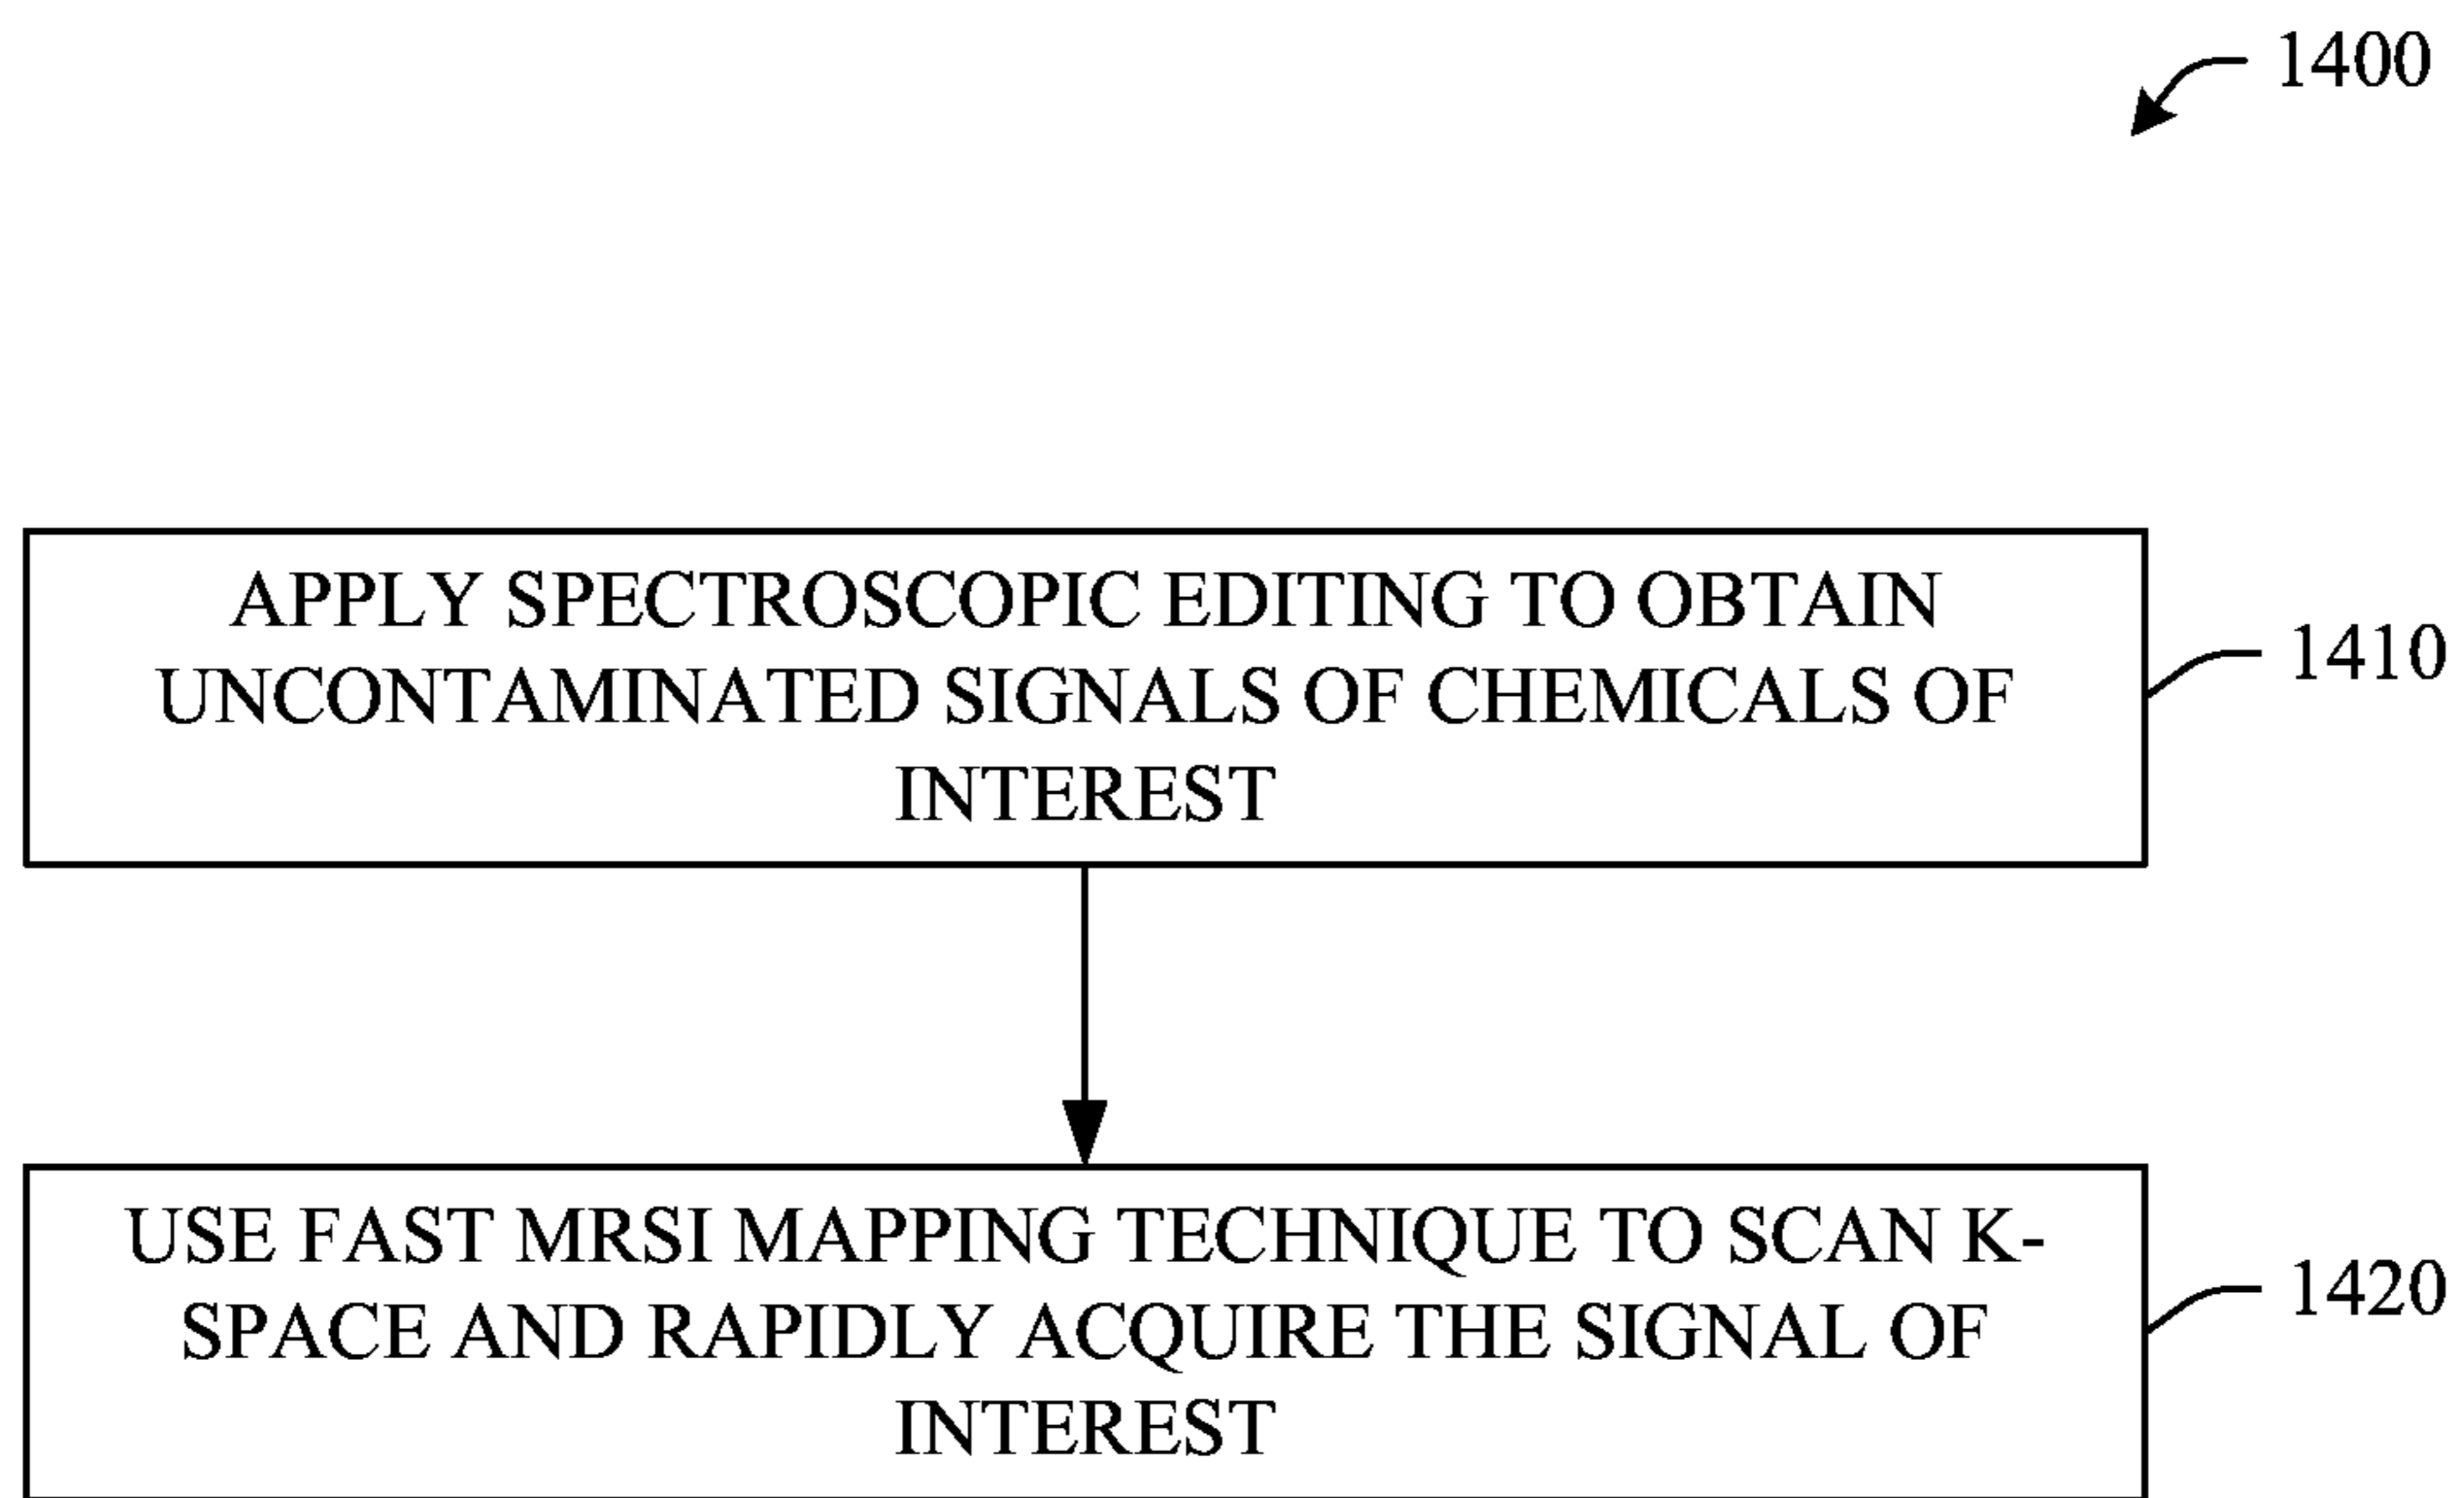 1400
APPLY SPECTROSCOPIC EDITING TO OBTAIN
UNCONTAMINATED SIGNALS OF CHEMICALS OF
INTEREST
1410
USE FAST MRSI MAPPING TECHNIQUE TO SCAN K-
SPACE AND RAPIDLY ACQUIRE THE SIGNAL OF
INTEREST
1420